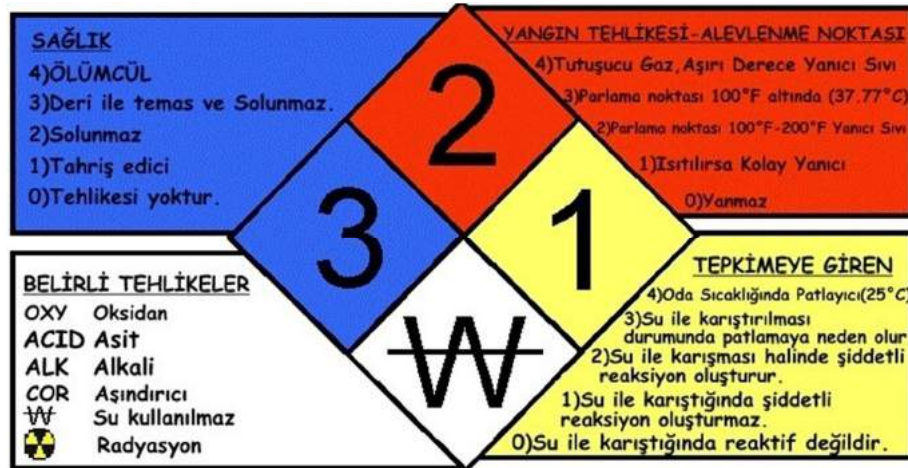 SAĞLIK
4)ÖLÜMCÜL
3)Deri ile temas ve Solunmaz.
2)Solunmaz
1)Tahriş edici
0)Tehlikesi yoktur.
YANGIN TEHLİKESİ-ALEVLENME NOKTASI
4)Tutuşucu Gaz,Aşırı Derece Yanıcı Sıvı
3)Parlama noktası 100°F altında (37.77°C)
2)Parlama noktası 100°F-200°F Yanıcı Sıvı
1)Isıtılırsa Kolay Yanıcı
0)Yanmaz
2
3
1
W
BELİRLİ TEHLİKELER
OXY Oksidan
ACID Asit
ALK Alkali
COR Aşındırıcı
W Su kullanılmaz
Radyasyon
TEPKİMEYE GİREN
4)Oda Sıcaklığında Patlayıcı(25°C)
3)Su ile karıştırılması
durumunda patlamaya neden olur
2)Su ile karışması halinde şiddetli
reaksiyon oluşturur.
1)Su ile karıştığında şiddetli
reaksiyon oluşturmaz.
0)Su ile karıştığında reaktif değildir.